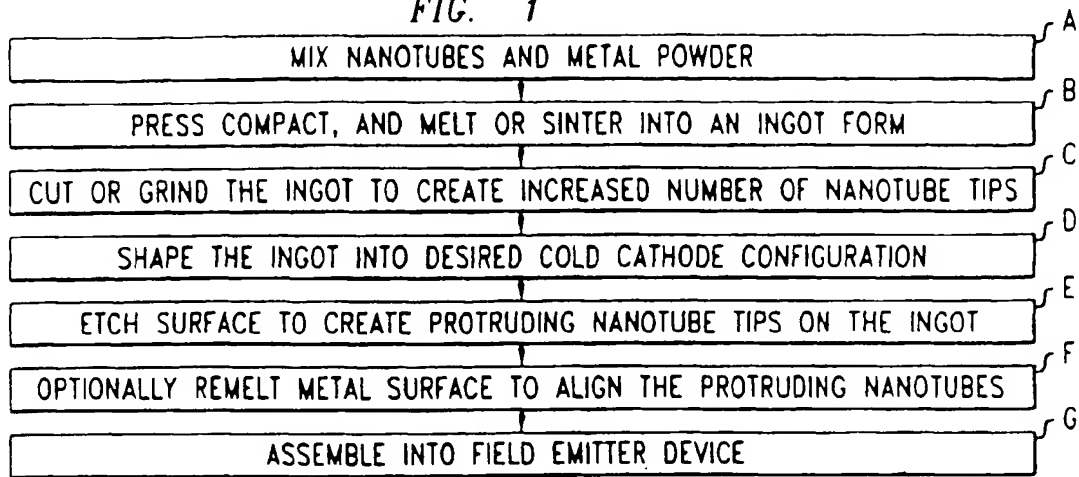 FIG. 1
A
MIX NANOTUBES AND METAL POWDER
B
PRESS COMPACT, AND MELT OR SINTER INTO AN INGOT FORM
C
CUT OR GRIND THE INGOT TO CREATE INCREASED NUMBER OF NANOTUBE TIPS
D
SHAPE THE INGOT INTO DESIRED COLD CATHODE CONFIGURATION
E
ETCH SURFACE TO CREATE PROTRUDING NANOTUBE TIPS ON THE INGOT
F
OPTIONALLY REMELT METAL SURFACE TO ALIGN THE PROTRUDING NANOTUBES
G
ASSEMBLE INTO FIELD EMITTER DEVICE